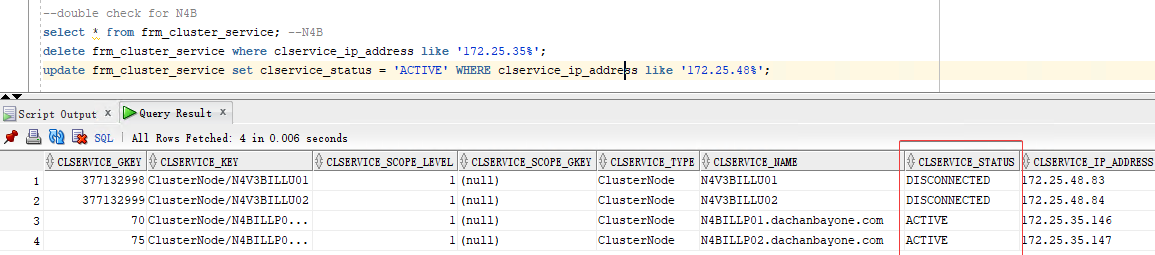 --double check for N4B
select * from frm_cluster_service; --N4B
delete frm_cluster_service where clservice_ip_address like '172.25.35%';
update frm_cluster_service set clservice_status = 'ACTIVE' WHERE clservice_ip_address like '172.25.48%';
Script Output x Query Result x
SQL | All Rows Fetched: 4 in 0.006 seconds
CLSERVICE_GKEY CLSERVICE_KEY CLSERVICE_SCOPE_LEVEL CLSERVICE_SCOPE_GKEY CLSERVICE_TYPE CLSERVICE_NAME CLSERVICE_STATUS CLSERVICE_IP_ADDRESS
1 377132998 ClusterNode/N4V3BILLU01 1 (null) ClusterNode N4V3BILLU01 DISCONNECTED 172.25.48.83
2 377132999 ClusterNode/N4V3BILLU02 1 (null) ClusterNode N4V3BILLU02 DISCONNECTED 172.25.48.84
3 70 ClusterNode/N4BILLP0... 1 (null) ClusterNode N4BILLP01.dachanbayone.com ACTIVE 172.25.35.146
4 75 ClusterNode/N4BILLP0... 1 (null) ClusterNode N4BILLP02.dachanbayone.com ACTIVE 172.25.35.147